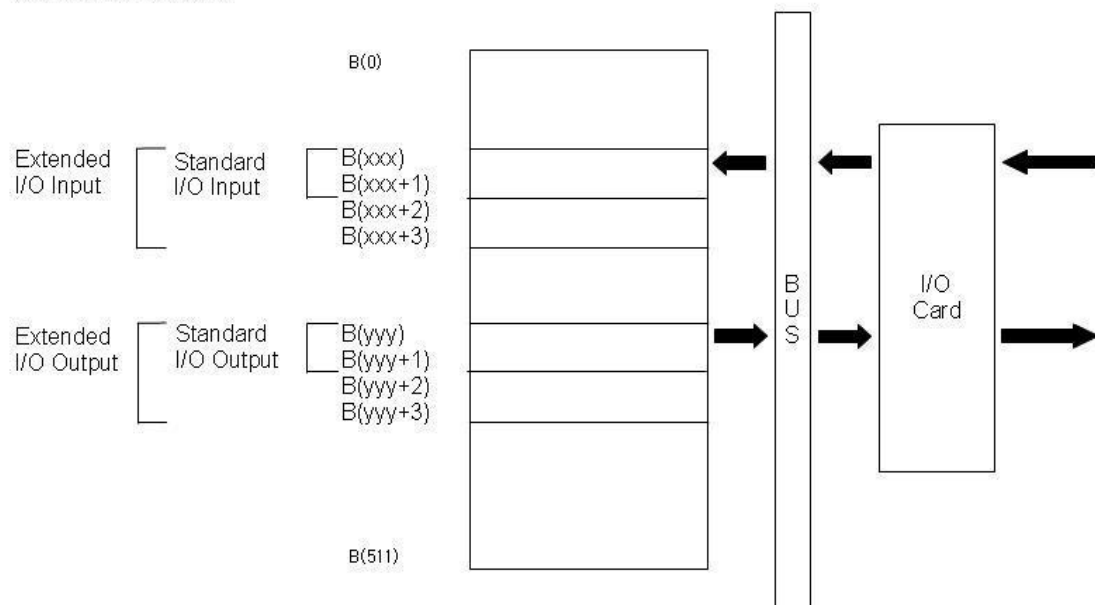 B(0)
Extended
I/O Input
Standard
I/O Input
B(xxx)
B(xxx+1)
B(xxx+2)
B(xxx+3)
Extended
I/O Output
Standard
I/O Output
B(yyy)
B(yyy+1)
B(yyy+2)
B(yyy+3)
B(511)
B
U
S
I/O
Card